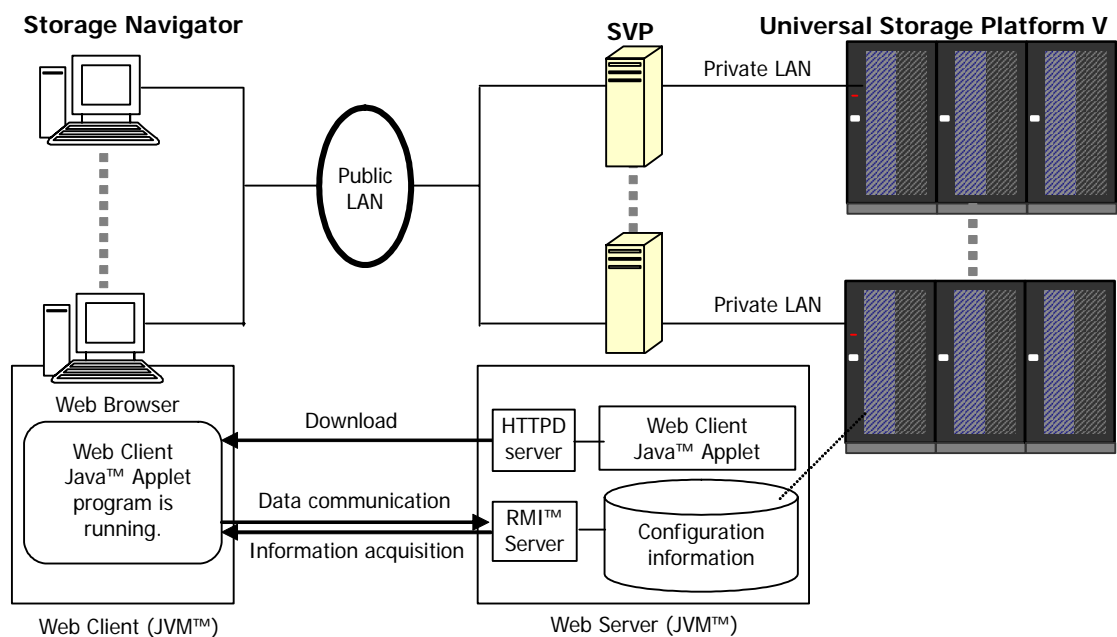 Storage Navigator
SVP
Universal Storage Platform V
Private LAN
Public
LAN
Private LAN
Web Browser
Web Client
Java™ Applet
program is
running.
Download
Data communication
Information acquisition
HTTPD
server
Web Client
Java™ Applet
RMI™
Server
Configuration
information
Web Client (JVM™)
Web Server (JVM™)